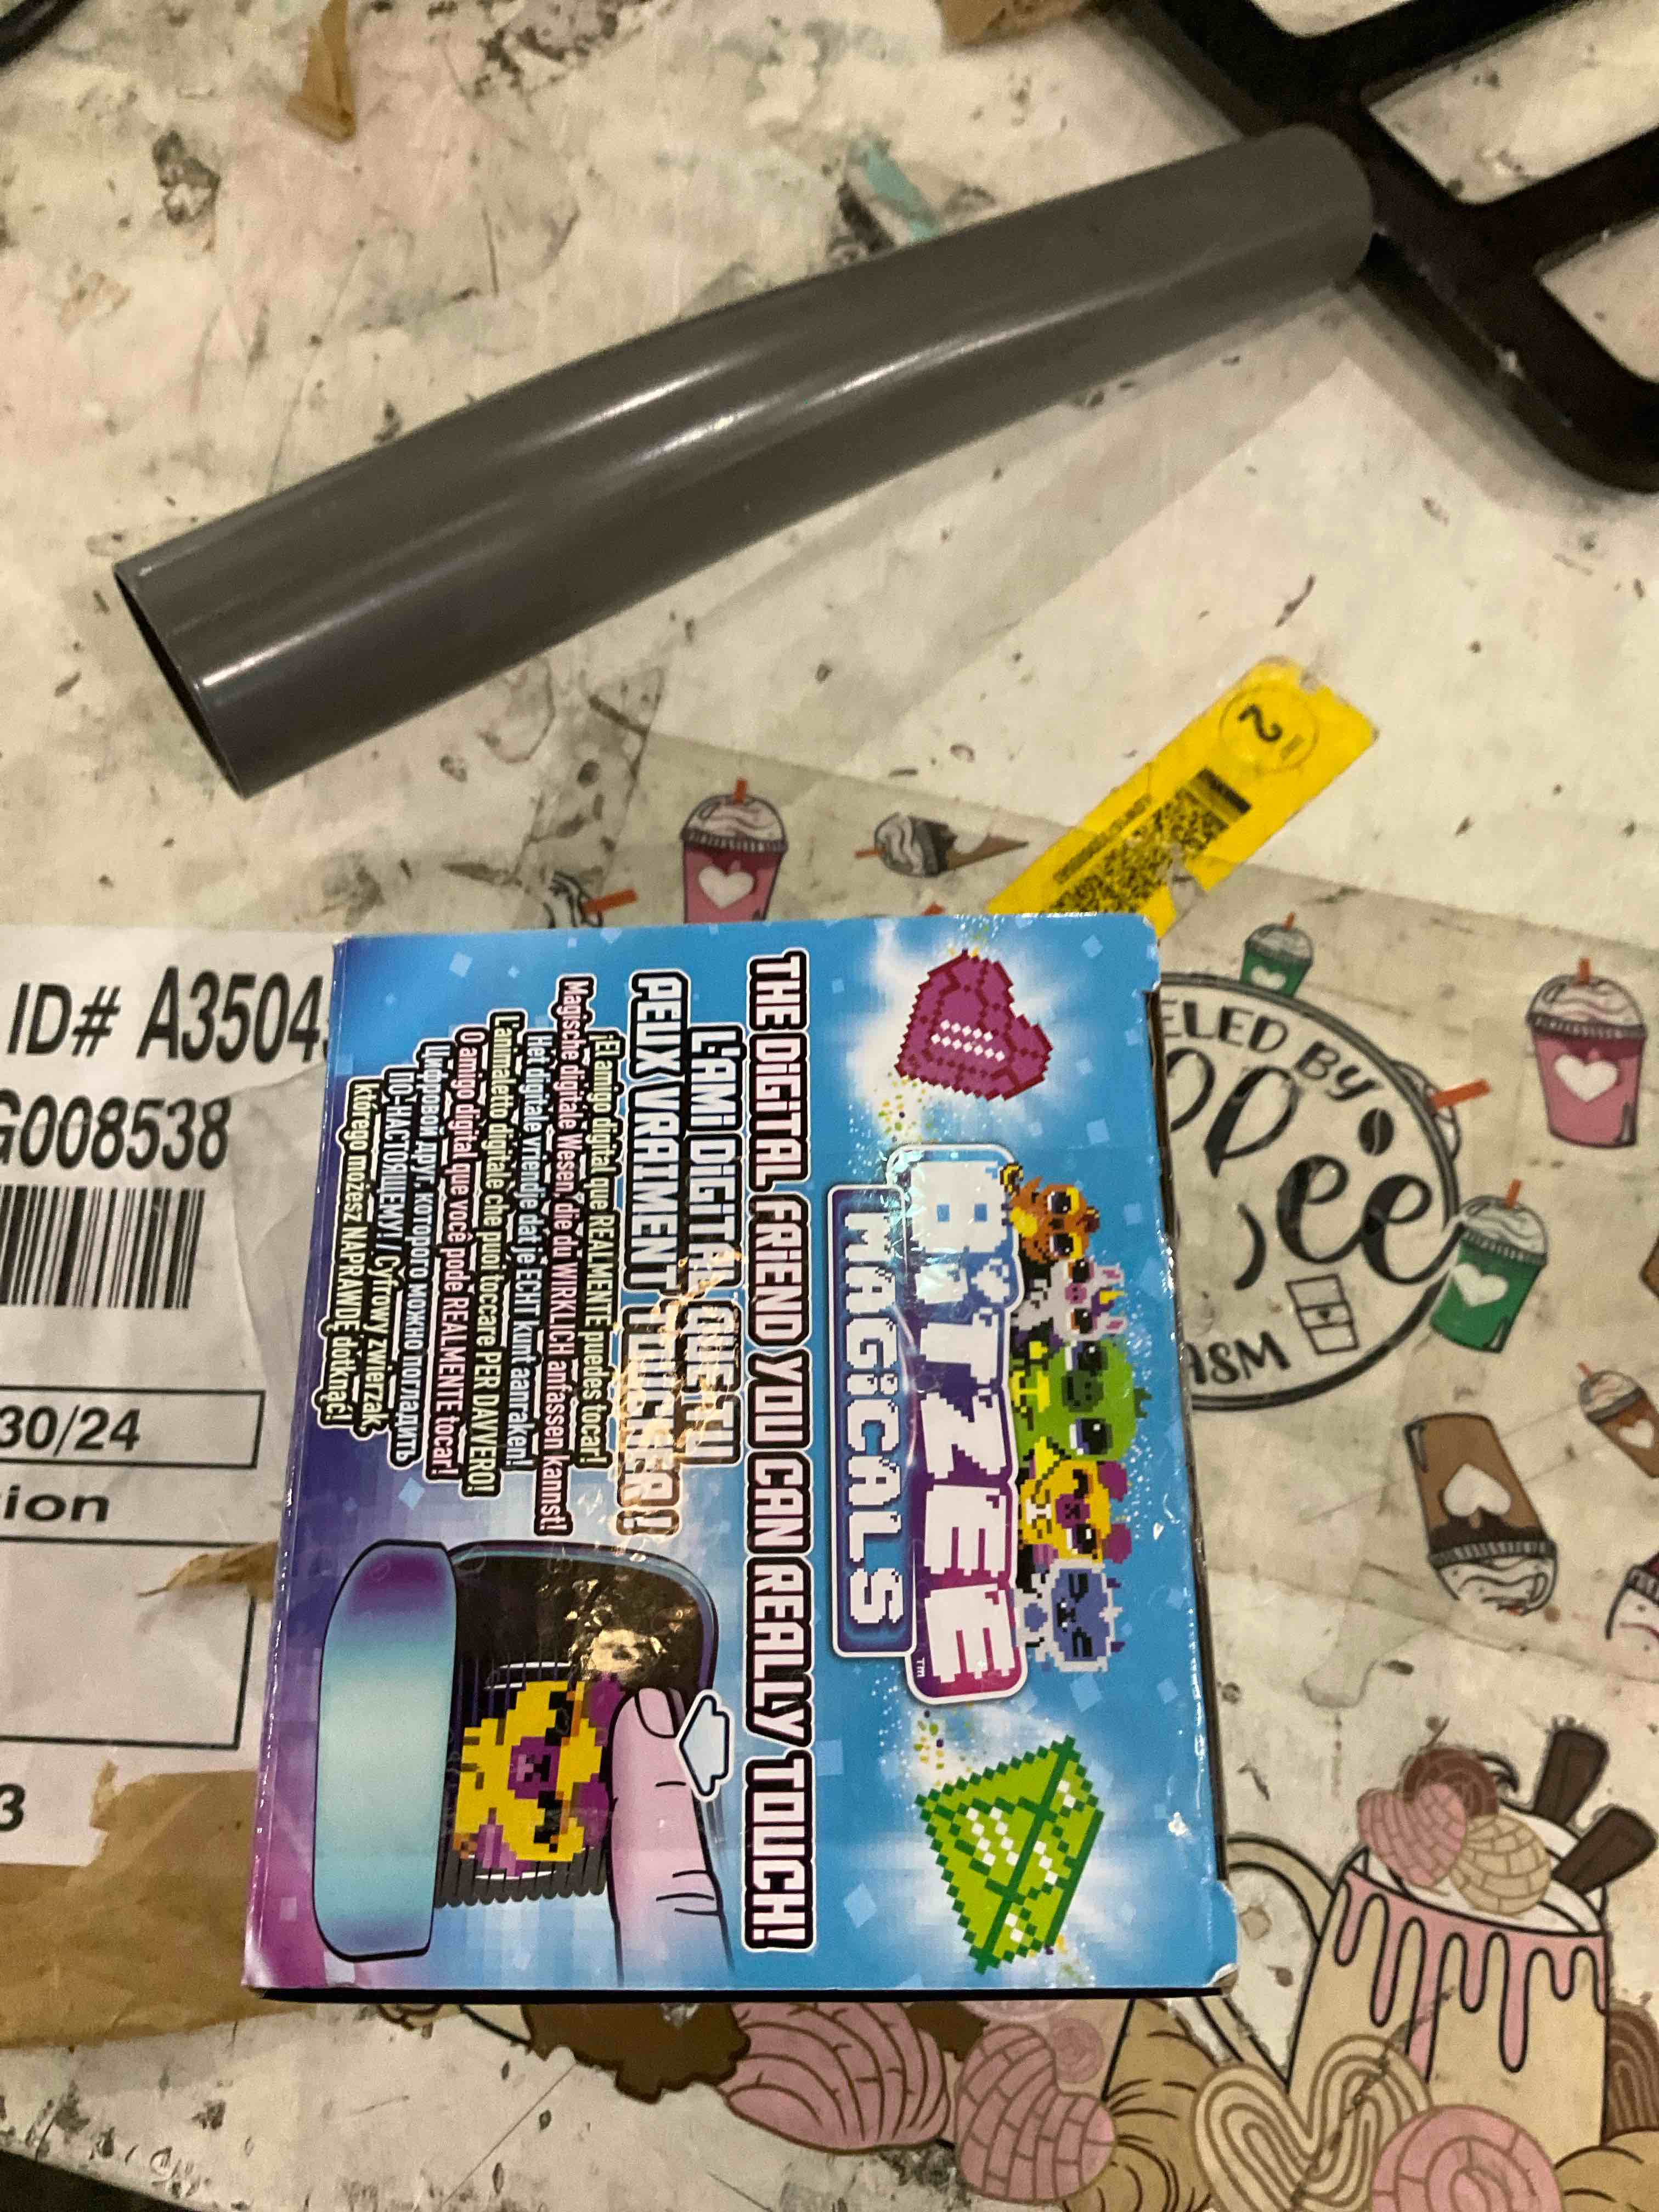 BiTZEE™
MAGiCALS
THE DiGiTAL FRiEND YOU CAN REALLY TOUCH!
L'AMi DiGiTAL QUE TU
PEUX VRAiMENT TOUCHER!
¡El amigo digital que REALMENTE puedes tocar!
Magische digitale Wesen, die du WIRKLICH anfassen kannst!
Het digitale vriendje dat je ECHT kunt aanraken!
L'animaletto digitale che puoi toccare PER DAVVERO!
O amigo digital que você pode REALMENTE tocar!
Цифровой друг, которого можно погладить
ПО-НАСТОЯЩЕМУ! / Cyfrowy zwierzak,
którego możesz NAPRAWDĘ dotknąć!
ID# A3504
G008538
30/24
ion
3
2
ELED BY
ee
ASM